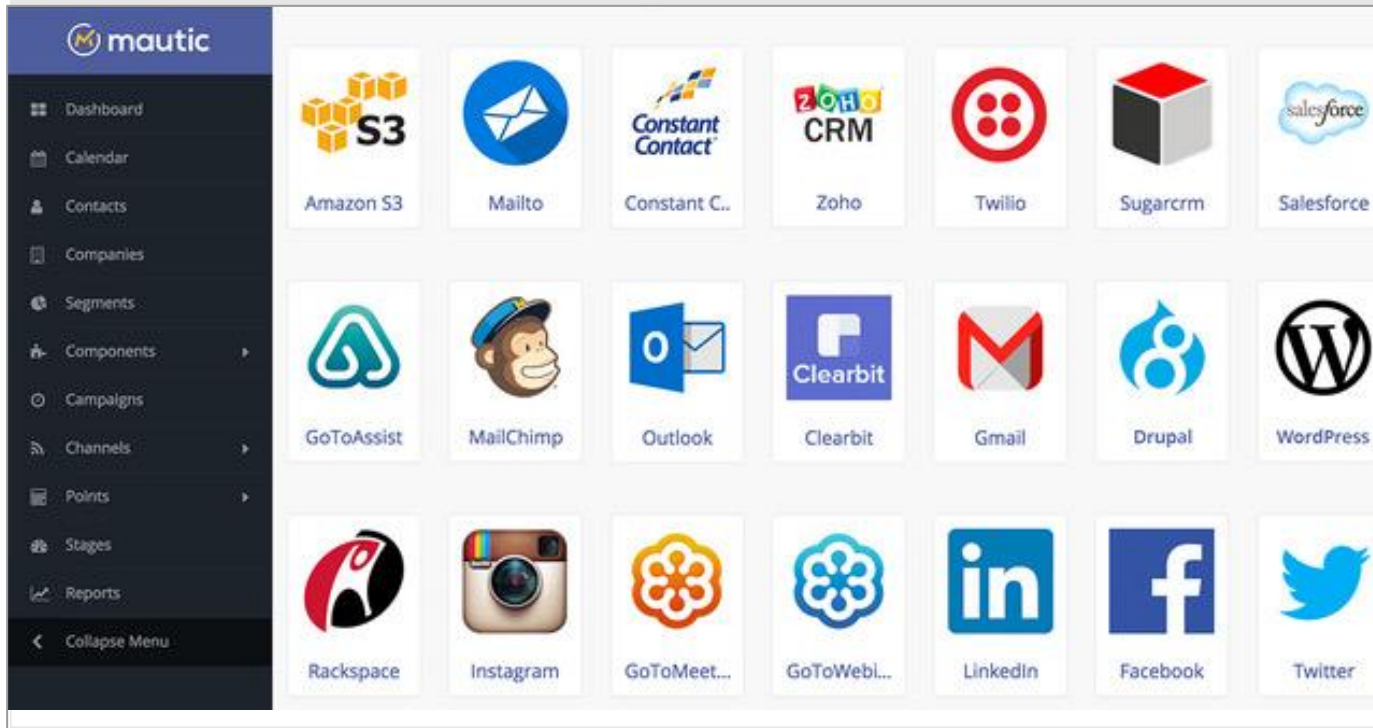 mautic
Dashboard
Calendar
Contacts
Companies
Segments
Components
Campaigns
Channels
Points
Stages
Reports
Collapse Menu
S3
Constant
Contact
ZOHO
CRM
salesforce
Amazon S3
Mailto
Constant C..
Zoho
Twilio
Sugarcrm
Salesforce
O
Clearbit
W
GoToAssist
MailChimp
Outlook
Clearbit
Gmail
Drupal
WordPress
in
f
Rackspace
Instagram
GoToMeet...
GoToWebi...
LinkedIn
Facebook
Twitter